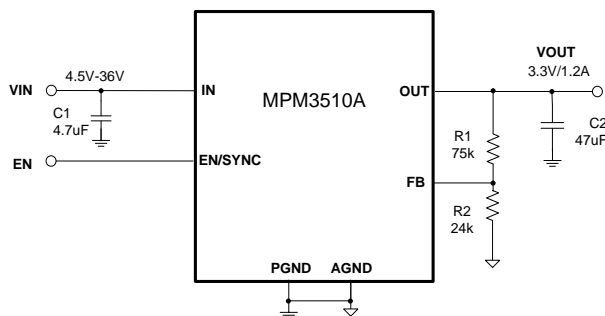 VIN
4.5V-36V
C1
4.7uF
EN
IN
EN/SYNC
MPM3510A
OUT
FB
PGND
AGND
VOUT
3.3V/1.2A
R1
75k
R2
24k
C2
47uF